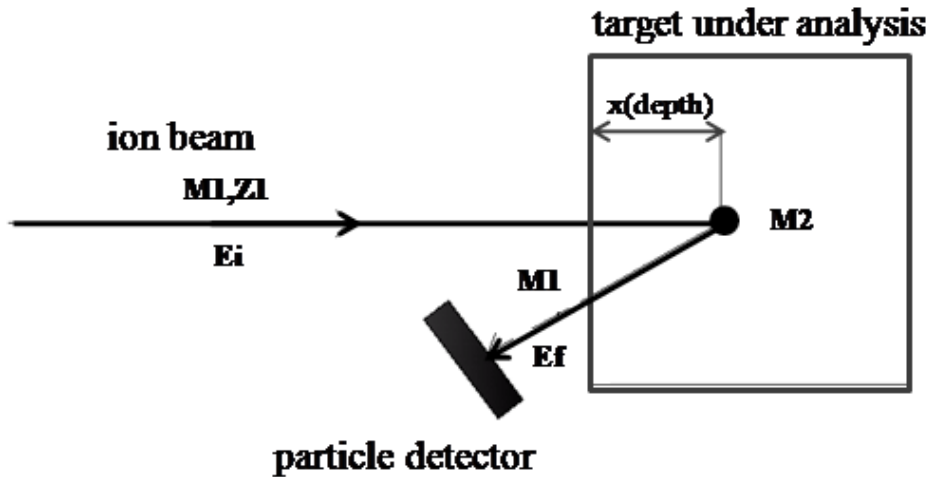 target under analysis
x(depth)
ion beam
M1,Z1
Ei
M2
M1
Ef
particle detector